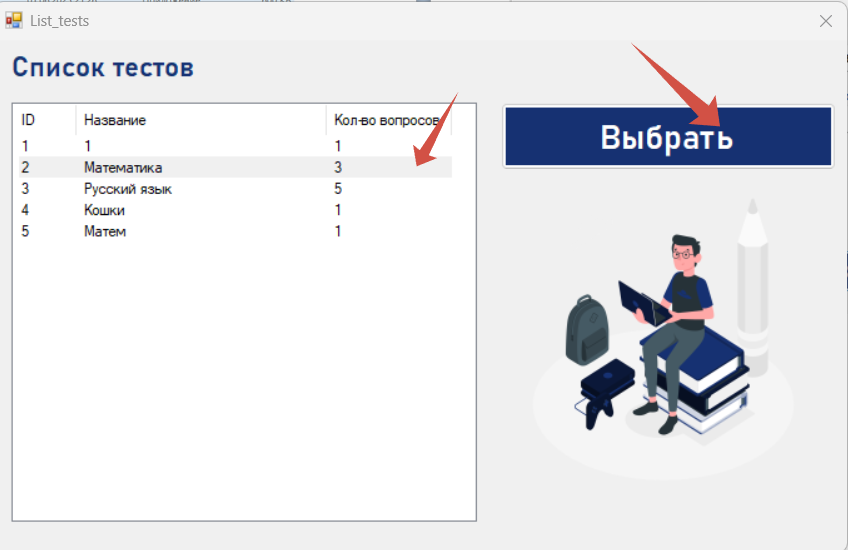 List_tests
Список тестов
ID Название Кол-во вопросов
1 1 1
2 Математика 3
3 Русский язык 5
4 Кошки 1
5 Матем 1
Выбрать